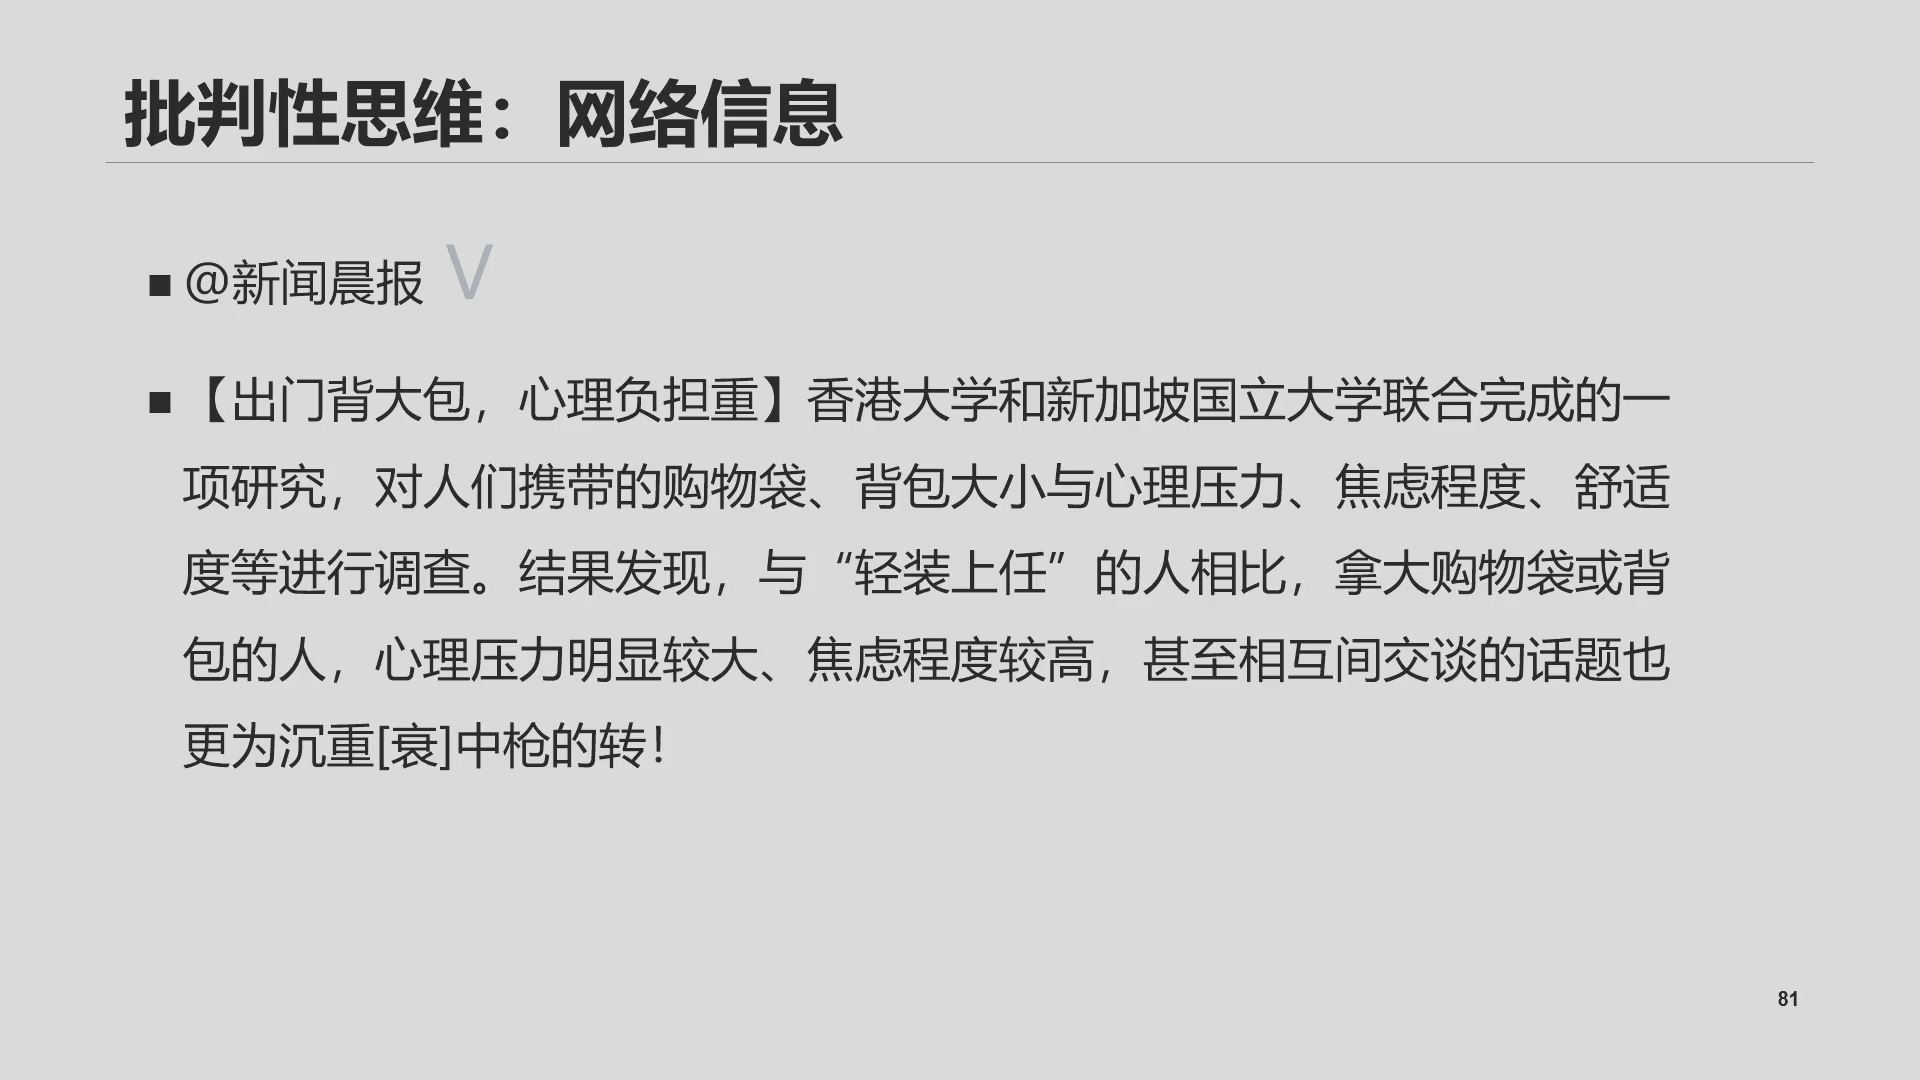 批判性思维：网络信息
@新闻晨报 V
【出门背大包，心理负担重】香港大学和新加坡国立大学联合完成的一
项研究，对人们携带的购物袋、背包大小与心理压力、焦虑程度、舒适
度等进行调查。结果发现，与“轻装上任”的人相比，拿大购物袋或背
包的人，心理压力明显较大、焦虑程度较高，甚至相互间交谈的话题也
更为沉重[衰]中枪的转！
81